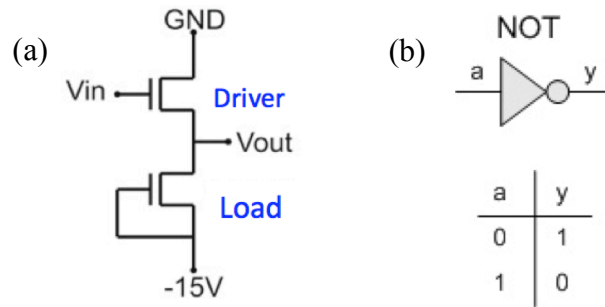 (a)
GND
Vin
Driver
Vout
Load
-15V
(b)
NOT
a y
a y
0 1
1 0